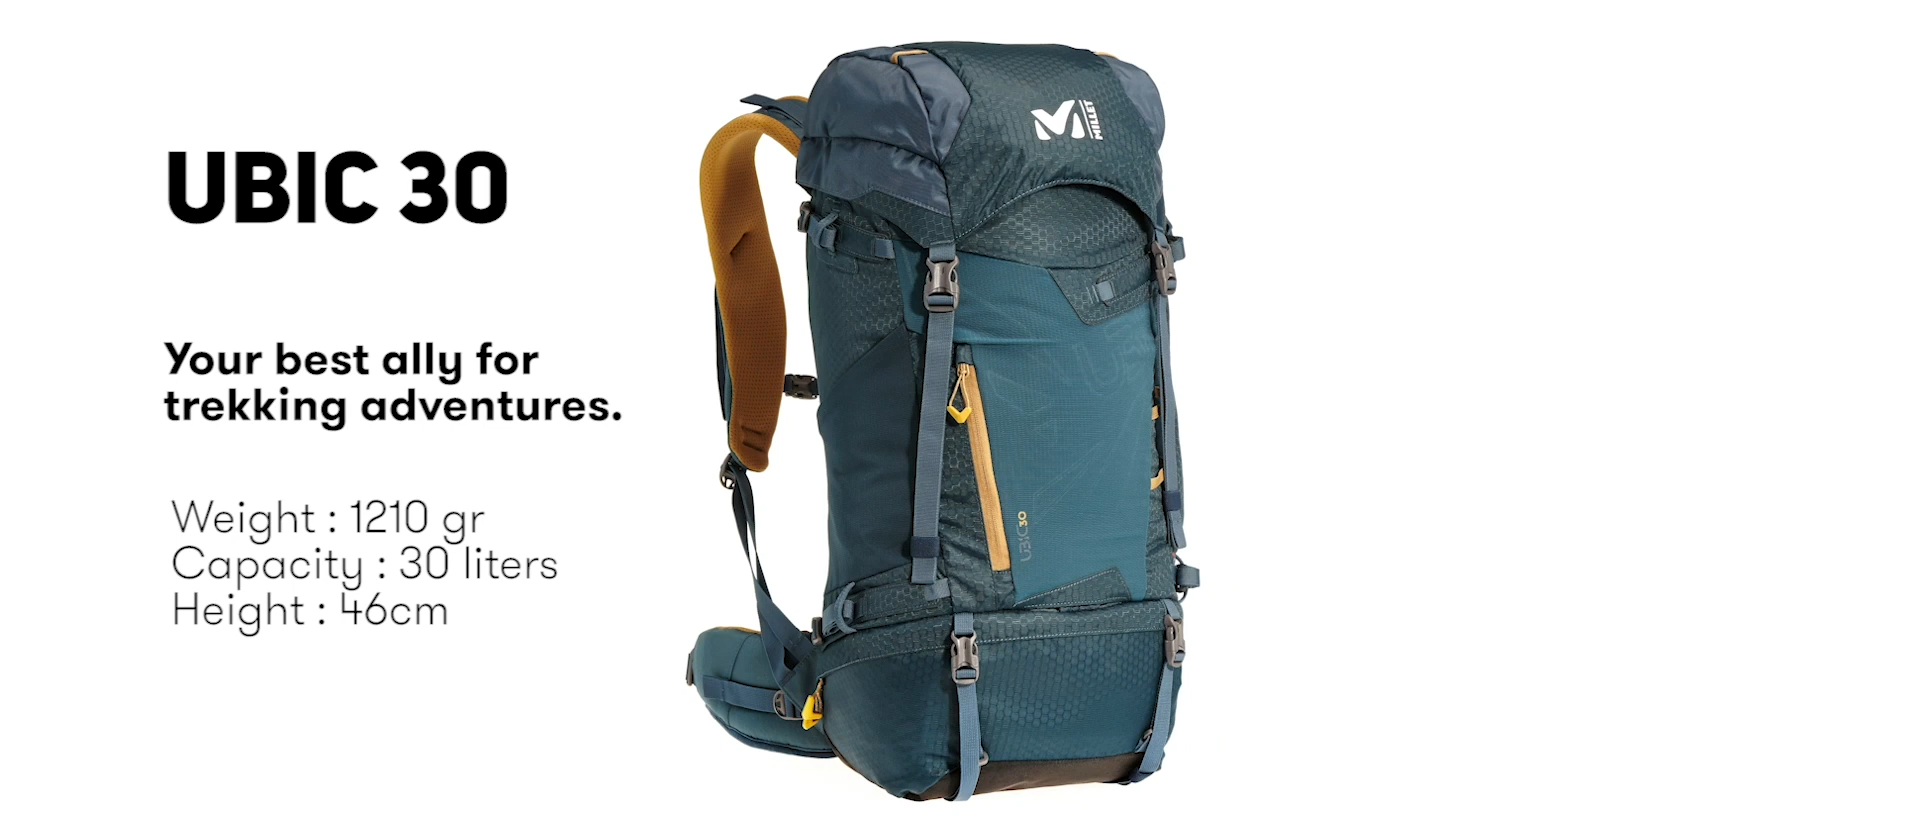 UBIC 30
Your best ally for
trekking adventures.
Weight : 1210 gr
Capacity : 30 liters
Height : 46cm
MILLET
UBIC30